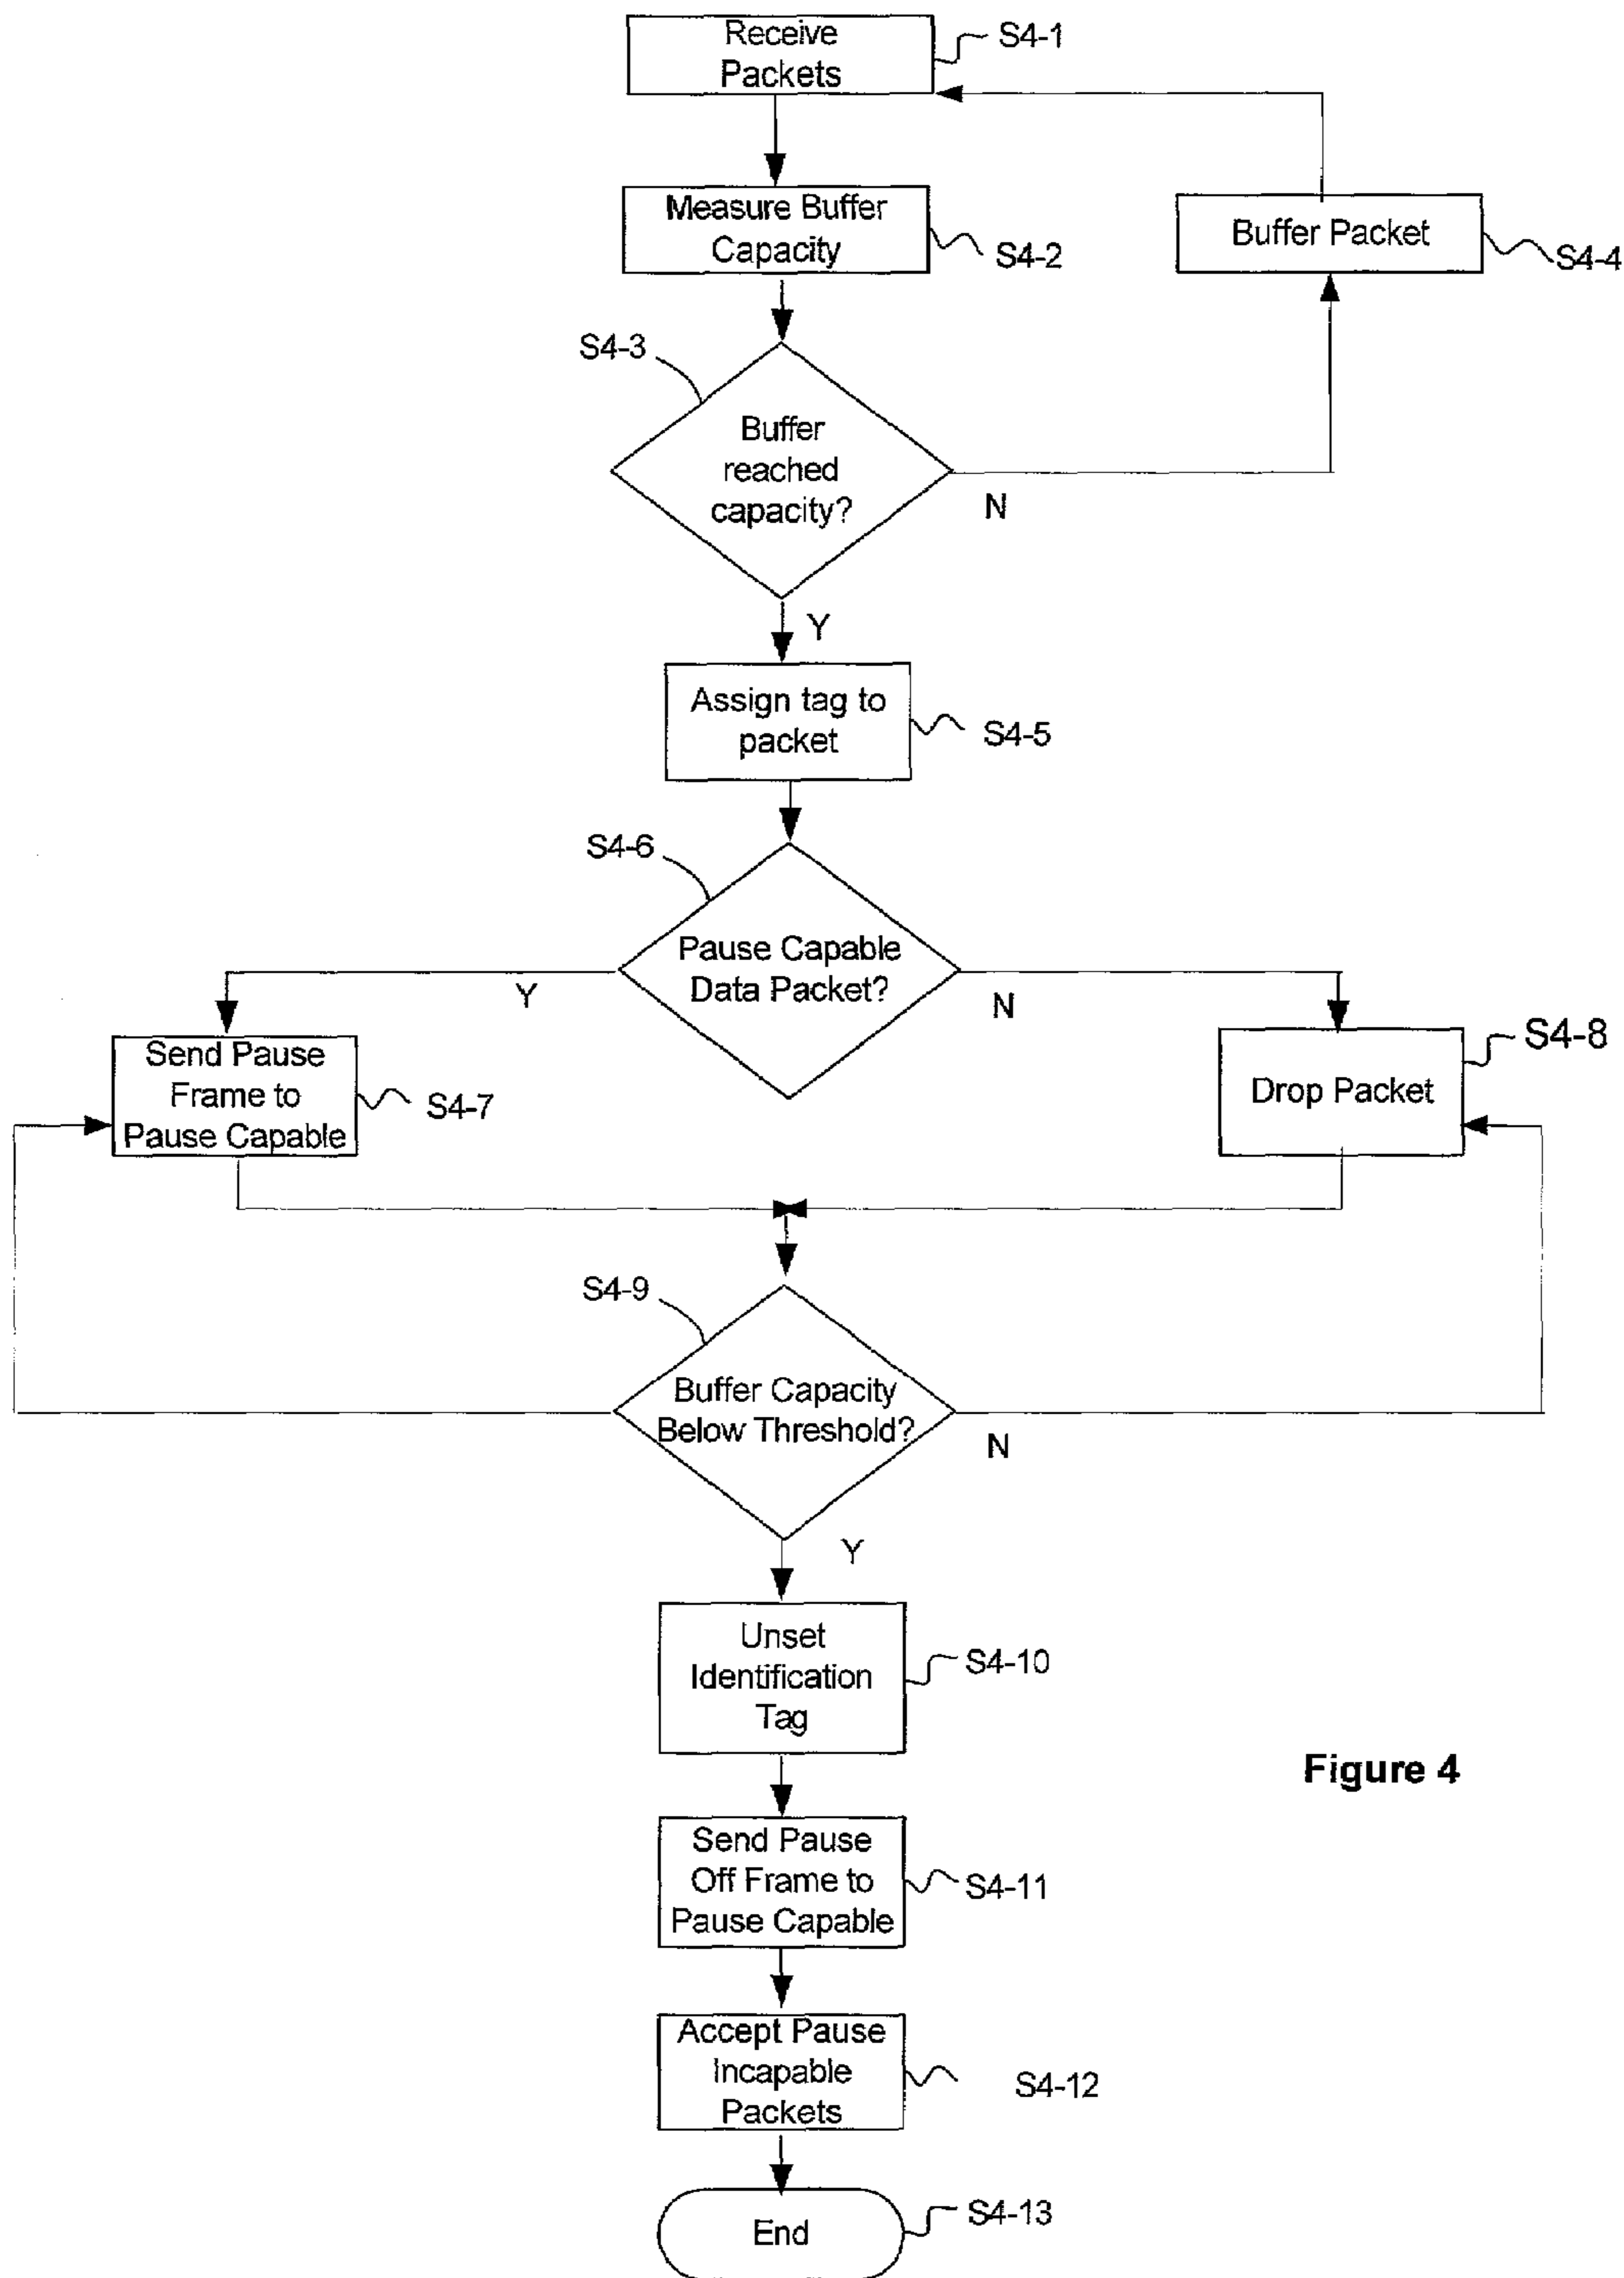 Receive
Packets
S4-1
Measure Buffer
Capacity
S4-2
Buffer Packet
S4-4
S4-3
Buffer
reached
capacity?
N
Y
Assign tag to
packet
S4-5
S4-6
Pause Capable
Data Packet?
Y
N
Send Pause
Frame to
Pause Capable
S4-7
Drop Packet
S4-8
S4-9
Buffer Capacity
Below Threshold?
N
Y
Unset
Identification
Tag
S4-10
Figure 4
Send Pause
Off Frame to
Pause Capable
S4-11
Accept Pause
Incapable
Packets
S4-12
End
S4-13